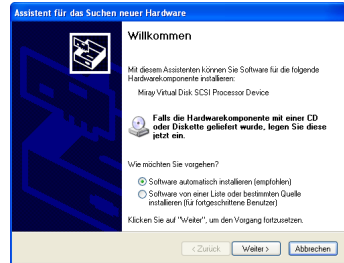 Assistent für das Suchen neuer Hardware
Willkommen
Mit diesem Assistenten können Sie Software für die folgende
Hardwarekomponente installieren:
Miray Virtual Disk SCSI Processor Device
Falls die Hardwarekomponente mit einer CD
oder Diskette geliefert wurde, legen Sie diese
jetzt ein.
Wie möchten Sie vorgehen?
Software automatisch installieren (empfohlen)
Software von einer Liste oder bestimmten Quelle
installieren (für fortgeschrittene Benutzer)
Klicken Sie auf "Weiter", um den Vorgang fortzusetzen.
< Zurück Weiter > Abbrechen